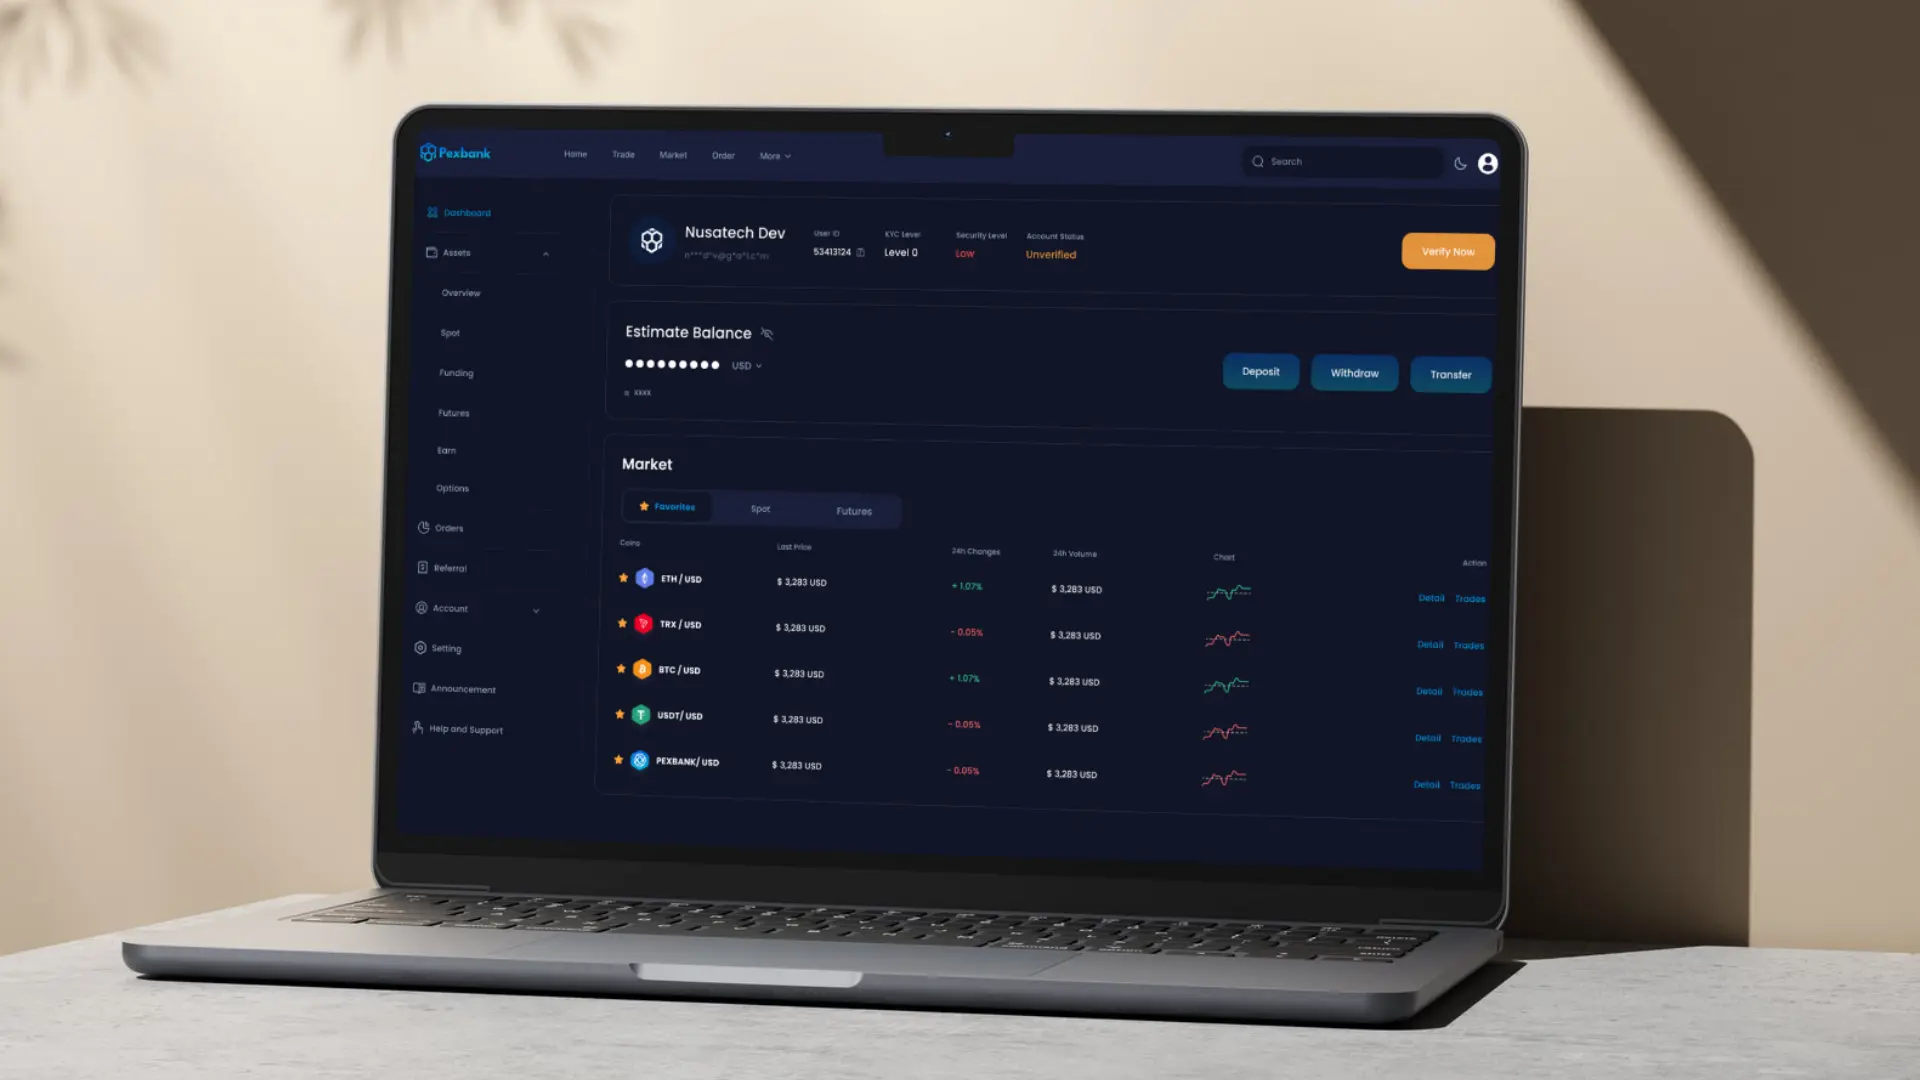 Pexbank
Home Trade Market Order More
Search
Dashboard
Assets
Overview
Spot
Funding
Futures
Earn
Options
Orders
Referral
Account
Setting
Announcement
Help and Support
Nusatech Dev
User ID
53413124
KYC Level
Level 0
Security Level
Low
Account Status
Unverified
Verify Now
Estimate Balance
USD
xxxx
Deposit Withdraw Transfer
Market
Favorites Spot Futures
Coins Last Price 24h Changes 24h Volume Chart Action
ETH / USD $ 3,283 USD + 1.07% $ 3,283 USD Detail Trades
TRX / USD $ 3,283 USD - 0.05% $ 3,283 USD Detail Trades
BTC / USD $ 3,283 USD + 1.07% $ 3,283 USD Detail Trades
USDT/ USD $ 3,283 USD - 0.05% $ 3,283 USD Detail Trades
PEXBANK/ USD $ 3,283 USD - 0.05% $ 3,283 USD Detail Trades